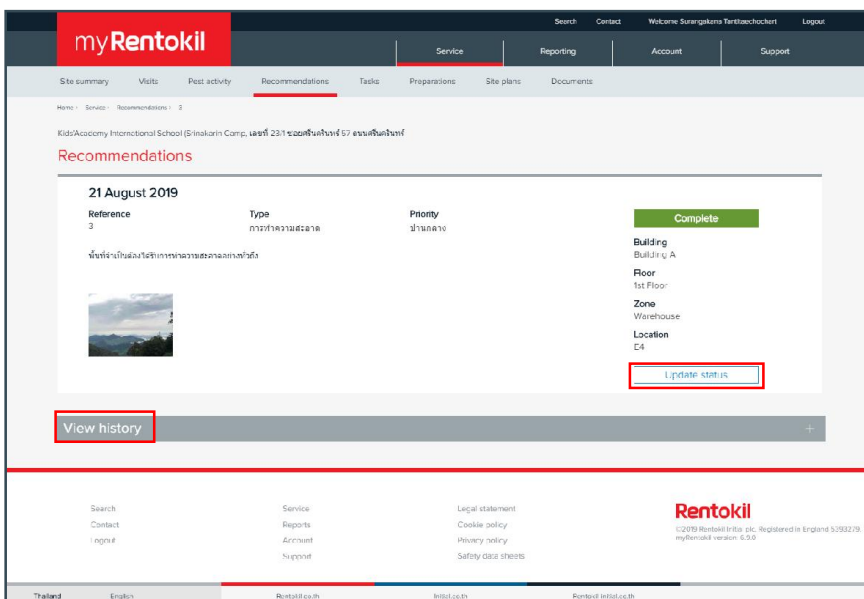 Search Contact Welcome Surangakens Tantitaechochert Logout
myRentokil
Service Reporting Account Support
Site summary Visits Pest activity Recommendations Tasks Preparations Site plans Documents
Home › Service › Recommendations › 3
Kids'Academy International School (Srinakarin Camp, เลขที่ 23/1 ซอยศรีนครินทร์ 57 ถนนศรีนครินทร์
Recommendations
21 August 2019
Reference Type Priority
3 การทำความสะอาด ปานกลาง
พื้นที่จำเป็นต้องได้รับการทำความสะอาดอย่างทั่วถึง
Complete
Building
Building A
Floor
1st Floor
Zone
Warehouse
Location
E4
Update status
View history +
Search Service Legal statement
Contact Reports Cookie policy
Logout Account Privacy policy
Support Safety data sheets
Rentokil
©2019 Rentokil Initial plc. Registered in England 5393279.
myRentokil version: 6.9.0
Thailand English Rentokil.co.th Initial.co.th Rentokil-initial.co.th